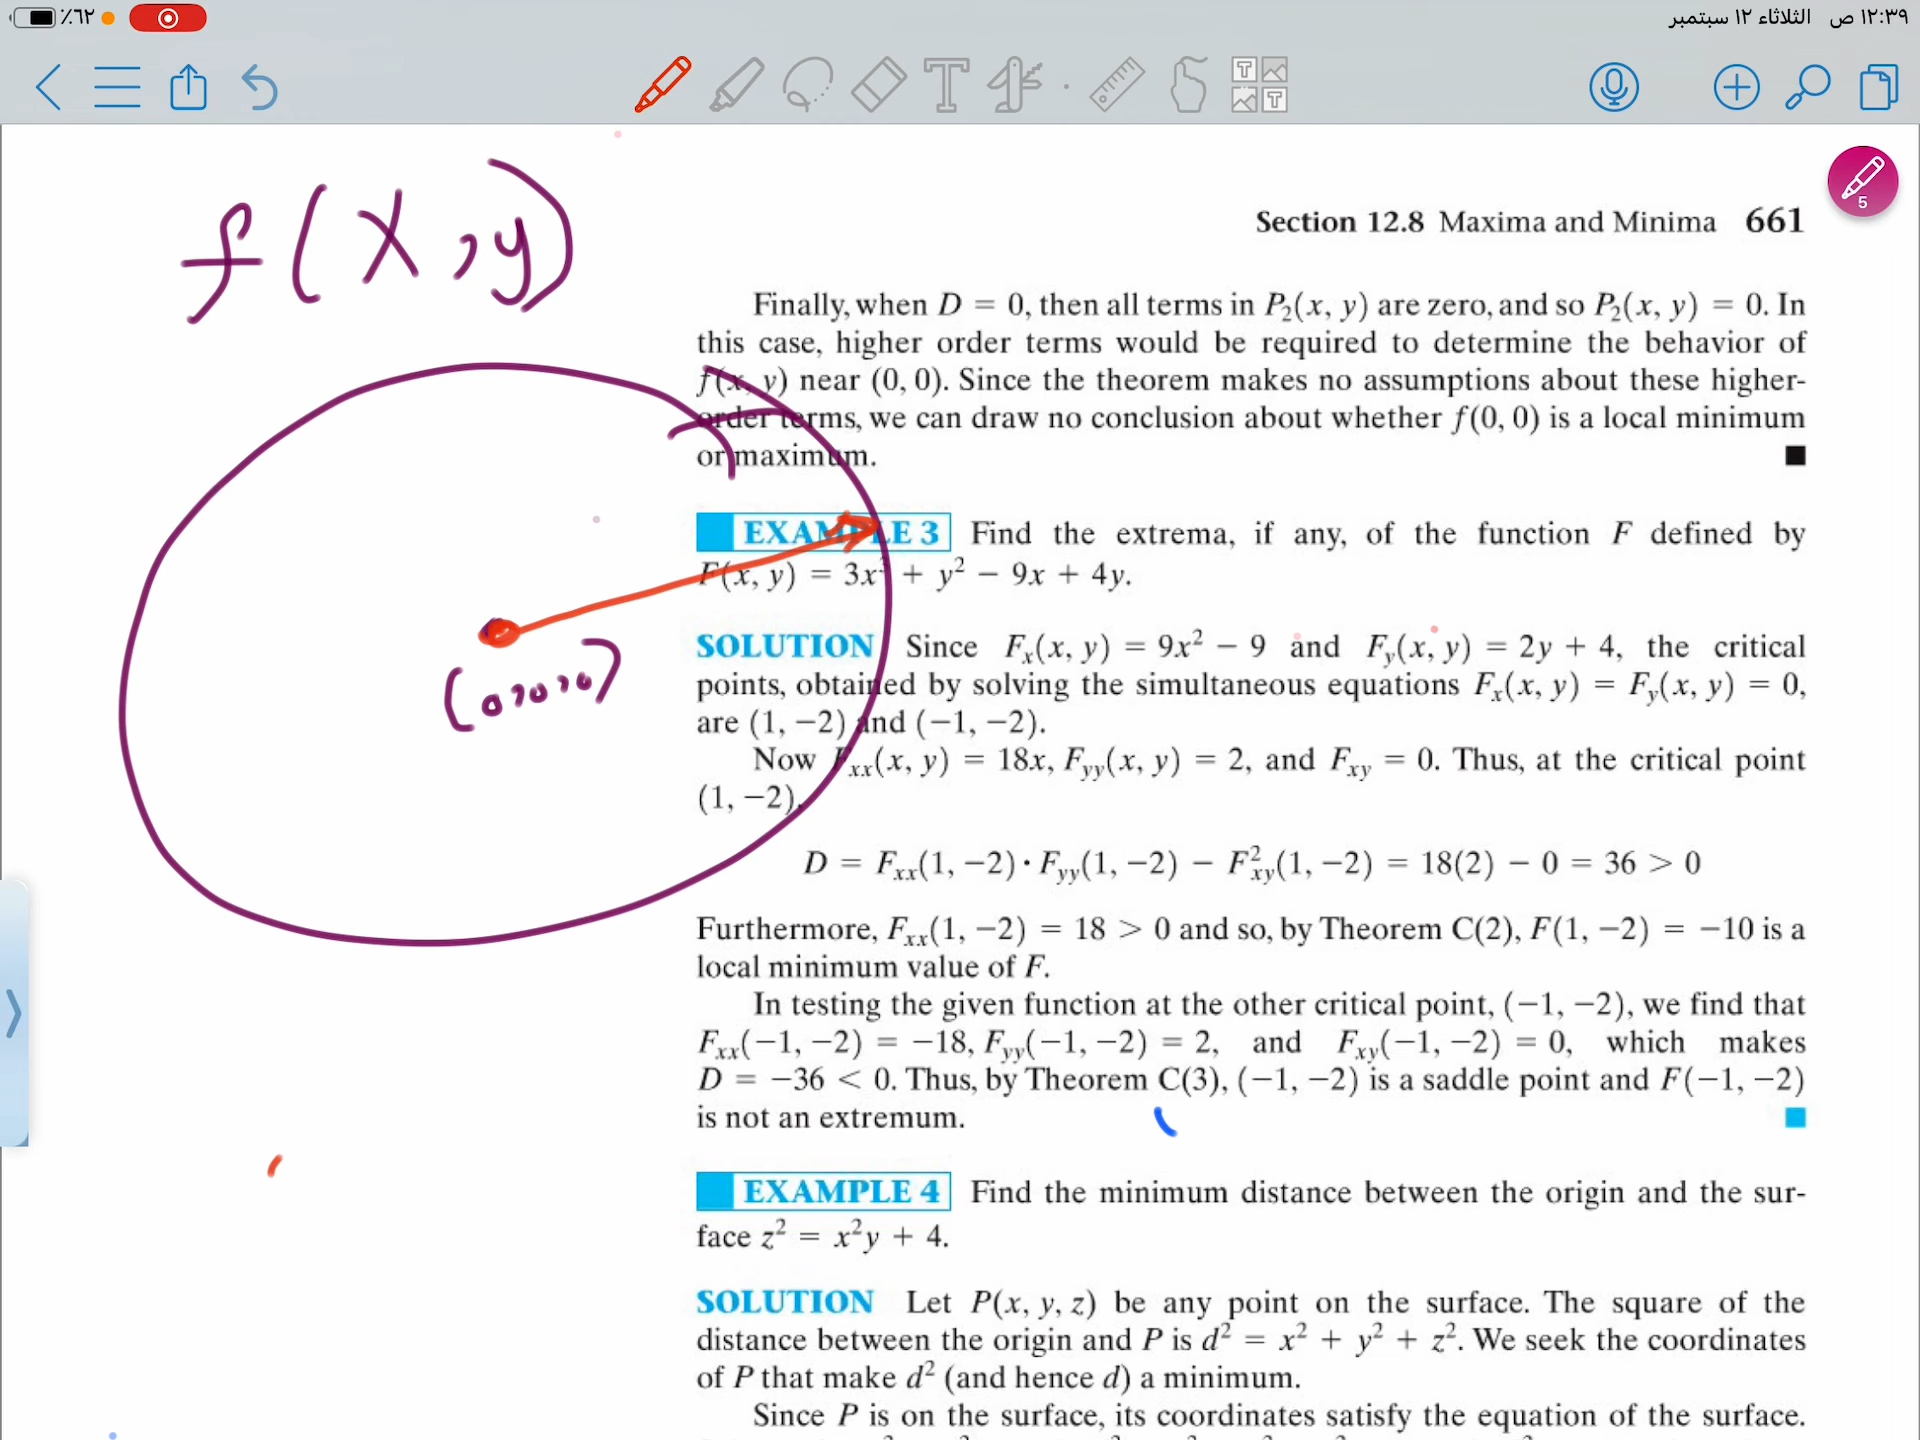 ١٢:٣٩ ص الثلاثاء ١٢ سبتمبر
٪٦٢
5
f(x,y)
(0,0,0)
Section 12.8 Maxima and Minima 661
Finally, when D = 0, then all terms in P₂(x, y) are zero, and so P₂(x, y) = 0. In
this case, higher order terms would be required to determine the behavior of
f(x, y) near (0, 0). Since the theorem makes no assumptions about these higher-
order terms, we can draw no conclusion about whether f(0, 0) is a local minimum
or maximum.
EXAMPLE 3 Find the extrema, if any, of the function F defined by
F(x, y) = 3x³ + y² − 9x + 4y.
SOLUTION Since Fₓ(x, y) = 9x² − 9 and F_y(x, y) = 2y + 4, the critical
points, obtained by solving the simultaneous equations Fₓ(x, y) = F_y(x, y) = 0,
are (1, −2) and (−1, −2).
Now Fₓₓ(x, y) = 18x, F_yy(x, y) = 2, and F_xy = 0. Thus, at the critical point
(1, −2),
D = Fₓₓ(1, −2) · F_yy(1, −2) − F²_xy(1, −2) = 18(2) − 0 = 36 > 0
Furthermore, Fₓₓ(1, −2) = 18 > 0 and so, by Theorem C(2), F(1, −2) = −10 is a
local minimum value of F.
In testing the given function at the other critical point, (−1, −2), we find that
Fₓₓ(−1, −2) = −18, F_yy(−1, −2) = 2, and F_xy(−1, −2) = 0, which makes
D = −36 < 0. Thus, by Theorem C(3), (−1, −2) is a saddle point and F(−1, −2)
is not an extremum.
EXAMPLE 4 Find the minimum distance between the origin and the sur-
face z² = x²y + 4.
SOLUTION Let P(x, y, z) be any point on the surface. The square of the
distance between the origin and P is d² = x² + y² + z². We seek the coordinates
of P that make d² (and hence d) a minimum.
Since P is on the surface, its coordinates satisfy the equation of the surface.